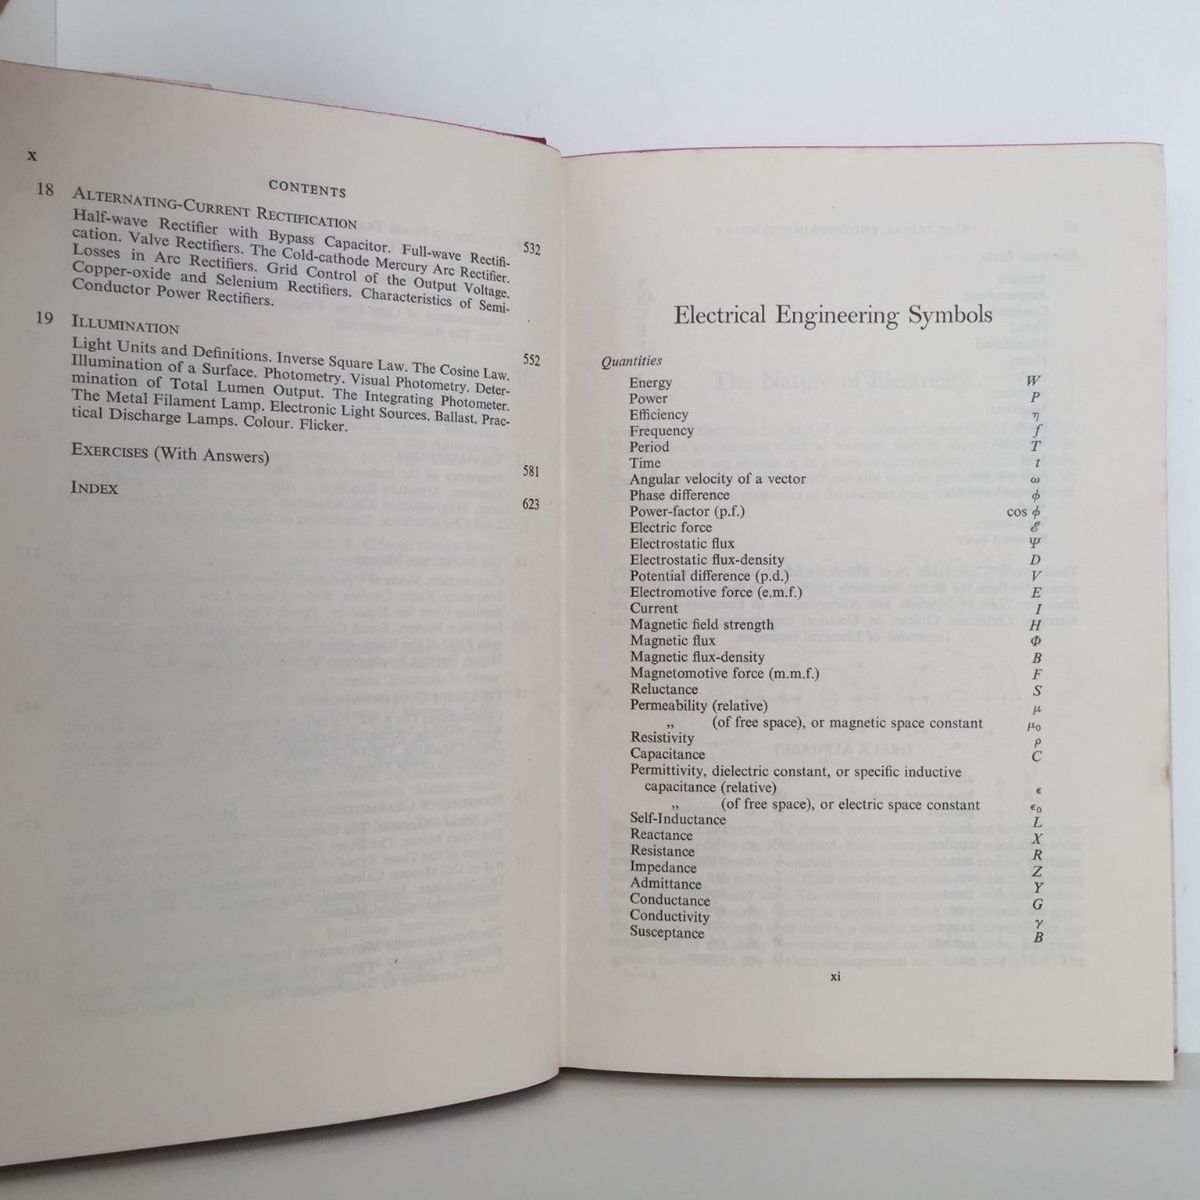 x
CONTENTS
18 ALTERNATING-CURRENT RECTIFICATION 532
Half-wave Rectifier with Bypass Capacitor. Full-wave Rectifi-
cation. Valve Rectifiers. The Cold-cathode Mercury Arc Rectifier.
Losses in Arc Rectifiers. Grid Control of the Output Voltage.
Copper-oxide and Selenium Rectifiers. Characteristics of Semi-
Conductor Power Rectifiers.
19 ILLUMINATION 552
Light Units and Definitions. Inverse Square Law. The Cosine Law.
Illumination of a Surface. Photometry. Visual Photometry. Deter-
mination of Total Lumen Output. The Integrating Photometer.
The Metal Filament Lamp. Electronic Light Sources. Ballast. Prac-
tical Discharge Lamps. Colour. Flicker.
EXERCISES (With Answers) 581
INDEX 623
Electrical Engineering Symbols
Quantities
Energy W
Power P
Efficiency η
Frequency f
Period T
Time t
Angular velocity of a vector ω
Phase difference ϕ
Power-factor (p.f.) cos ϕ
Electric force ℰ
Electrostatic flux Ψ
Electrostatic flux-density D
Potential difference (p.d.) V
Electromotive force (e.m.f.) E
Current I
Magnetic field strength H
Magnetic flux Φ
Magnetic flux-density B
Magnetomotive force (m.m.f.) F
Reluctance S
Permeability (relative) μ
„ (of free space), or magnetic space constant μ₀
Resistivity ρ
Capacitance C
Permittivity, dielectric constant, or specific inductive
capacitance (relative) ϵ
„ (of free space), or electric space constant ϵ₀
Self-Inductance L
Reactance X
Resistance R
Impedance Z
Admittance Y
Conductance G
Conductivity γ
Susceptance B
xi